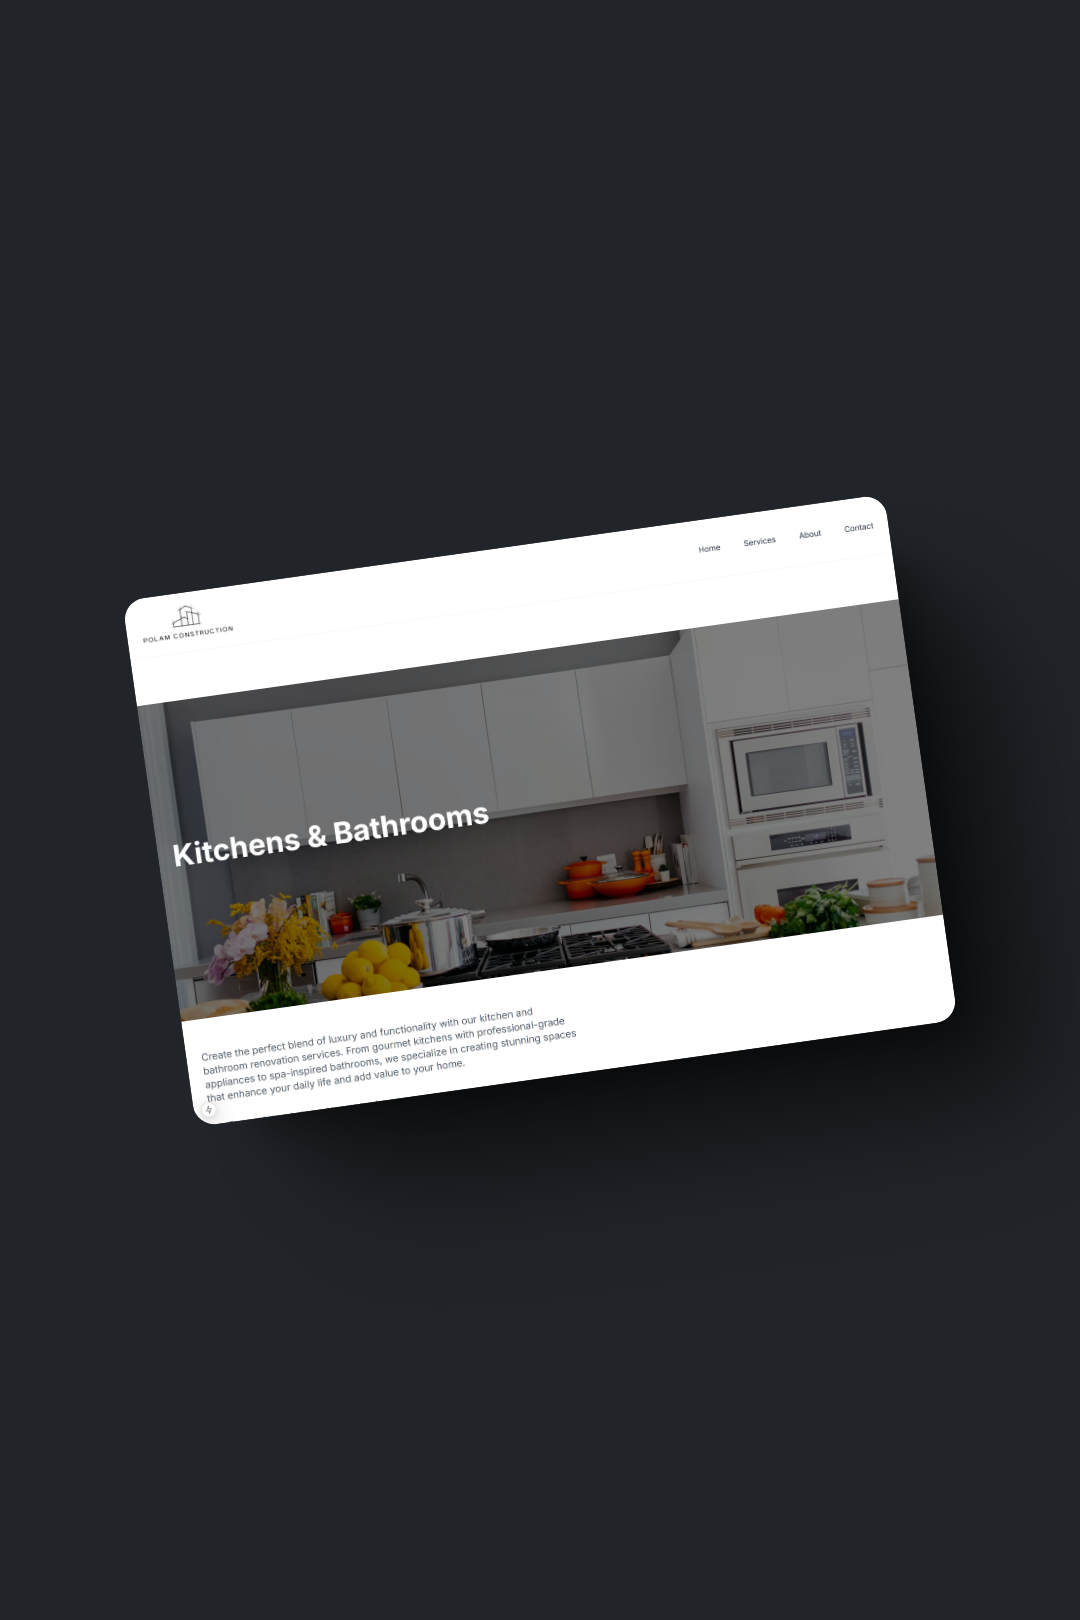 POLAM CONSTRUCTION
Home Services About Contact
Kitchens & Bathrooms
Create the perfect blend of luxury and functionality with our kitchen and
bathroom renovation services. From gourmet kitchens with professional-grade
appliances to spa-inspired bathrooms, we specialize in creating stunning spaces
that enhance your daily life and add value to your home.